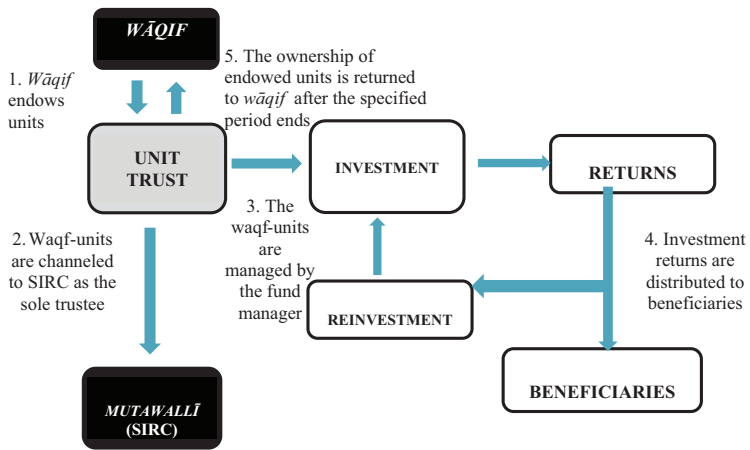 WĀQIF
1. Wāqif
endows
units
5. The ownership of
endowed units is returned
to wāqif after the specified
period ends
UNIT
TRUST
INVESTMENT
RETURNS
2. Waqf-units
are channeled
to SIRC as the
sole trustee
3. The
waqf-units
are
managed by
the fund
manager
4. Investment
returns are
distributed to
beneficiaries
REINVESTMENT
MUTAWALLĪ
(SIRC)
BENEFICIARIES